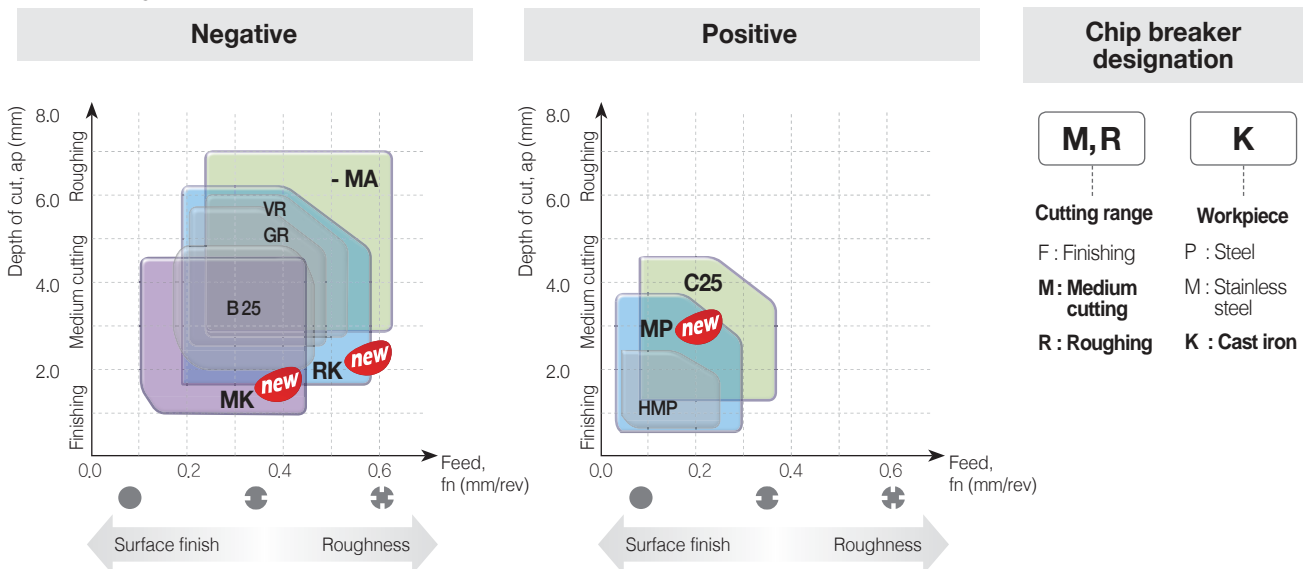 Negative
Positive
Chip breaker
designation
Depth of cut, ap (mm)
Roughing
Medium cutting
Finishing
8.0
6.0
4.0
2.0
- MA
VR
GR
B25
RK
new
MK
new
0.0
0.2
0.4
0.6
Feed,
fn (mm/rev)
Surface finish
Roughness
Depth of cut, ap (mm)
Roughing
Medium cutting
Finishing
8.0
6.0
4.0
2.0
C25
MP
new
HMP
0.0
0.2
0.4
0.6
Feed,
fn (mm/rev)
Surface finish
Roughness
M,R
K
Cutting range
F : Finishing
M : Medium
cutting
R : Roughing
Workpiece
P : Steel
M : Stainless
steel
K : Cast iron